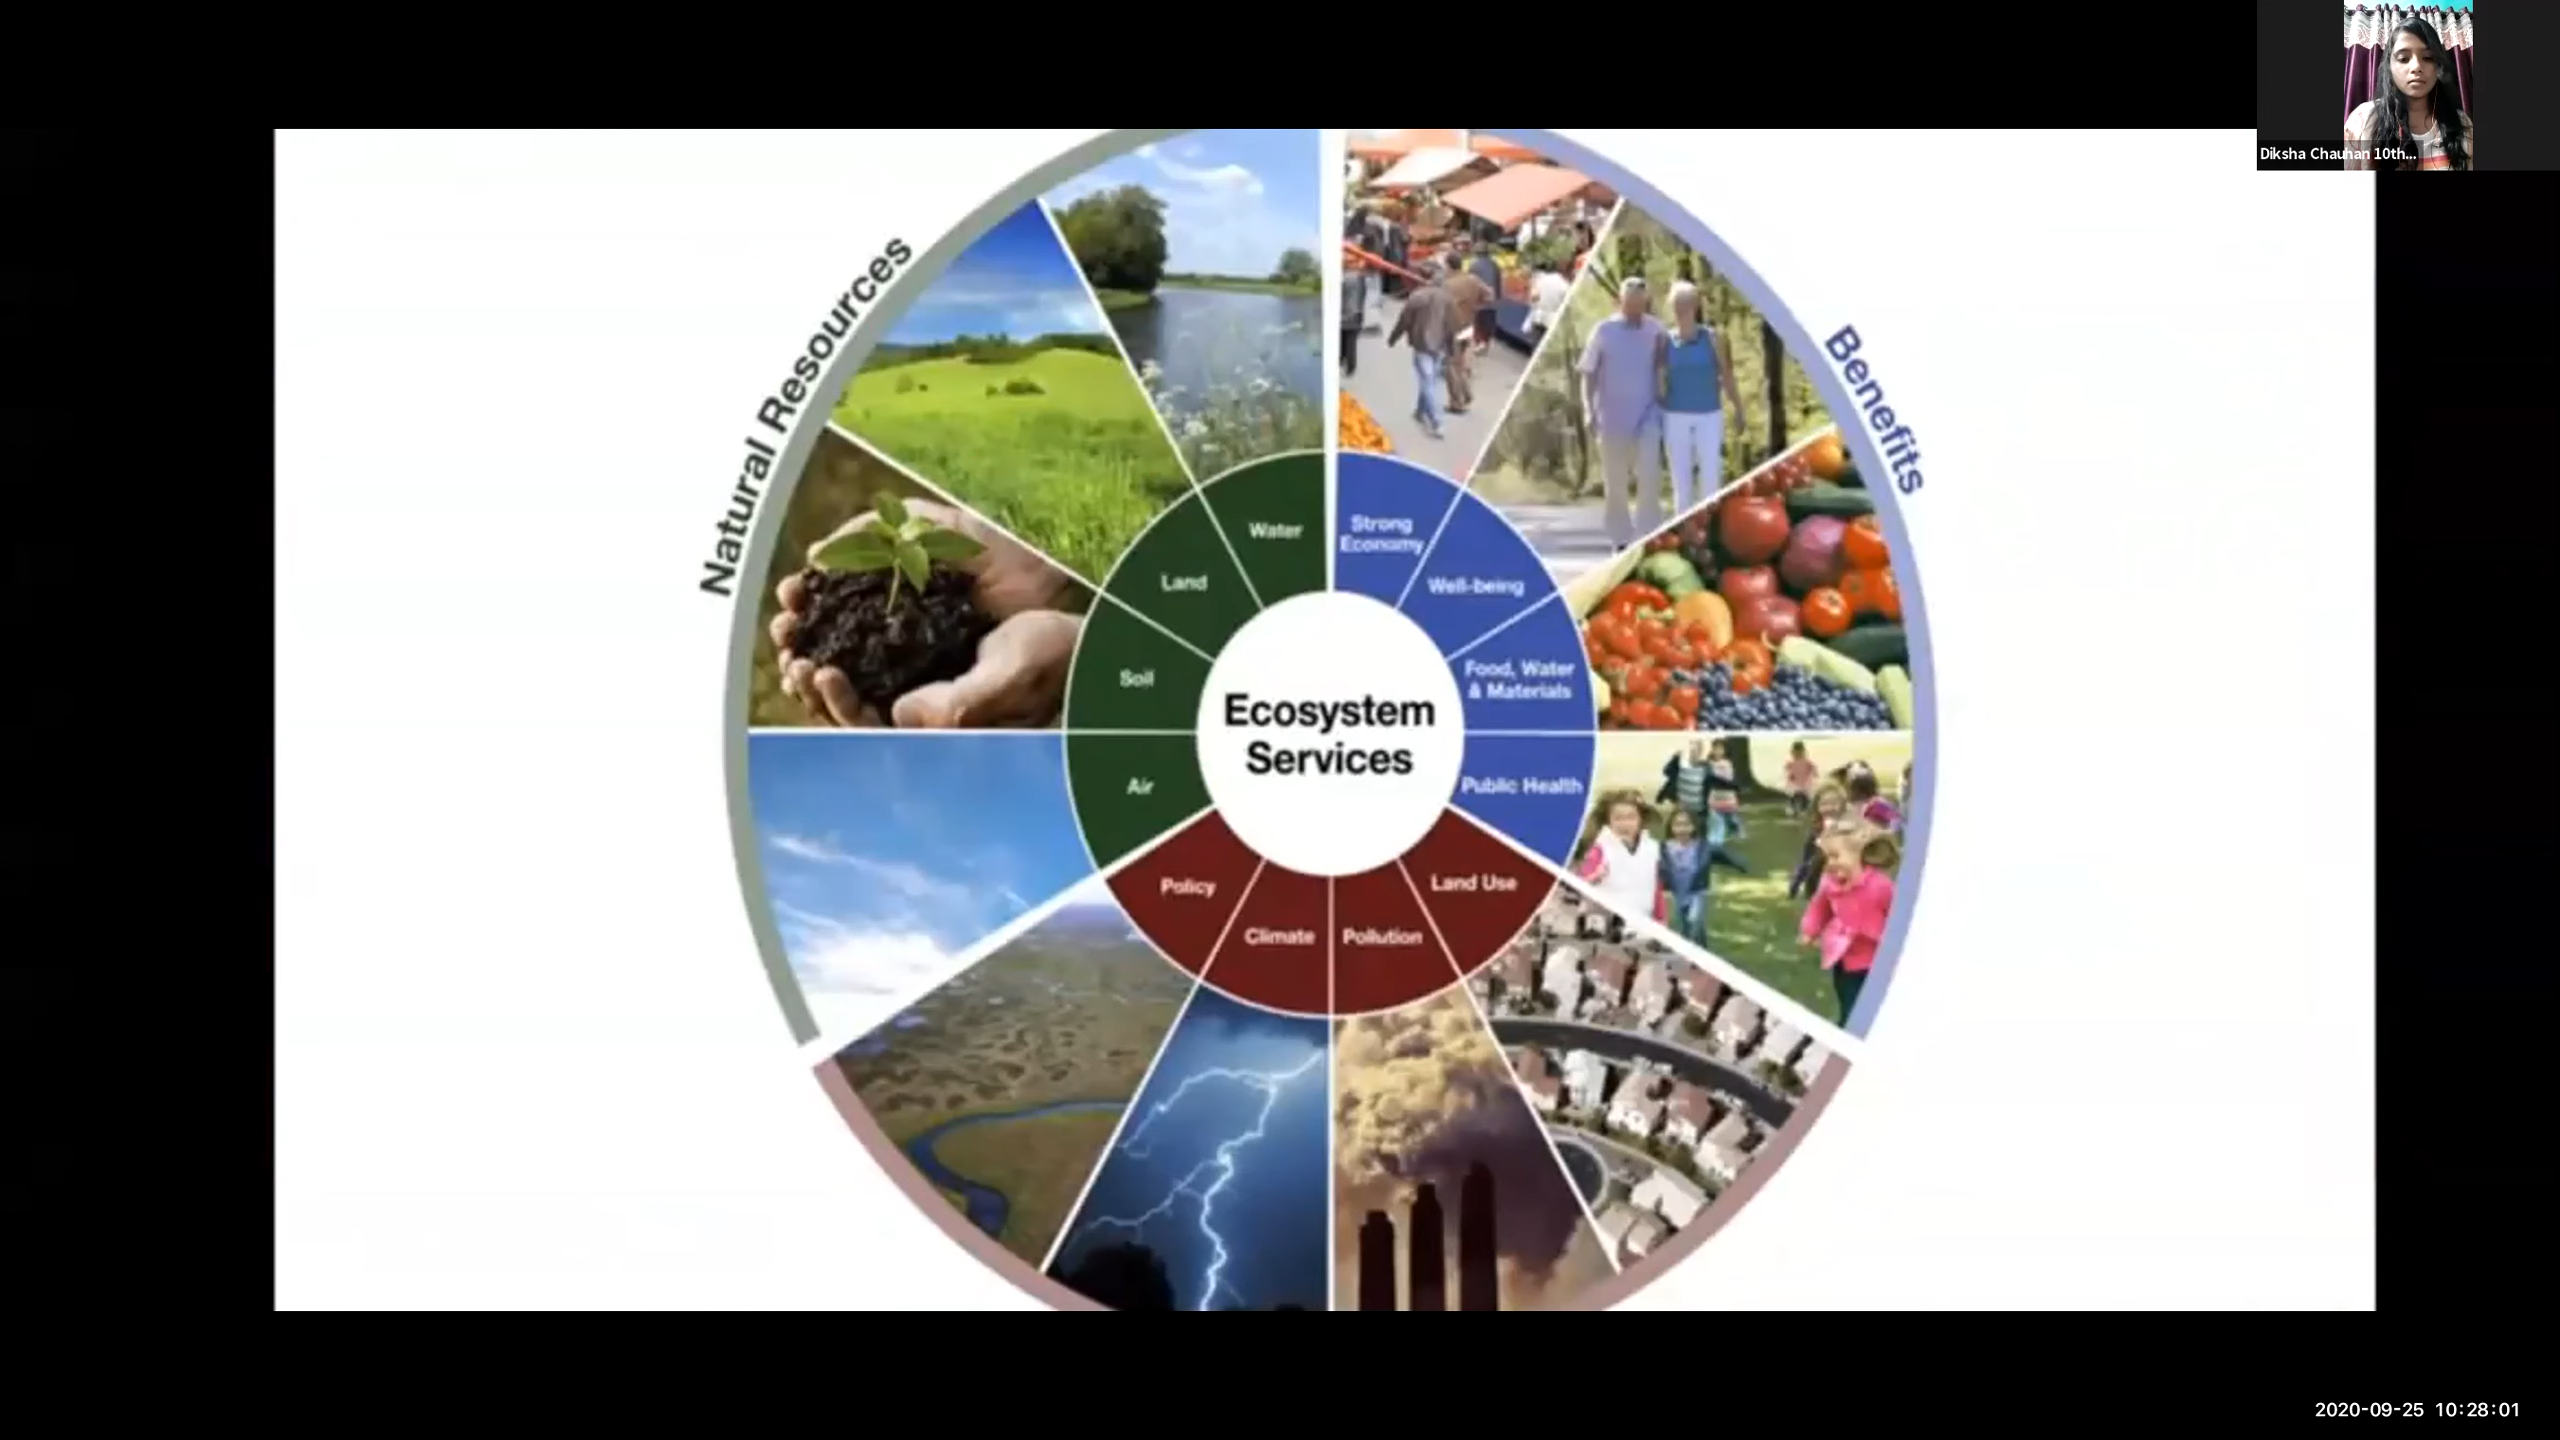 Diksha Chauhan 10th...
Natural Resources
Benefits
Water
Land
Soil
Air
Strong
Economy
Well-being
Food, Water
& Materials
Public Health
Ecosystem
Services
Policy
Climate
Pollution
Land Use
2020-09-25 10:28:01